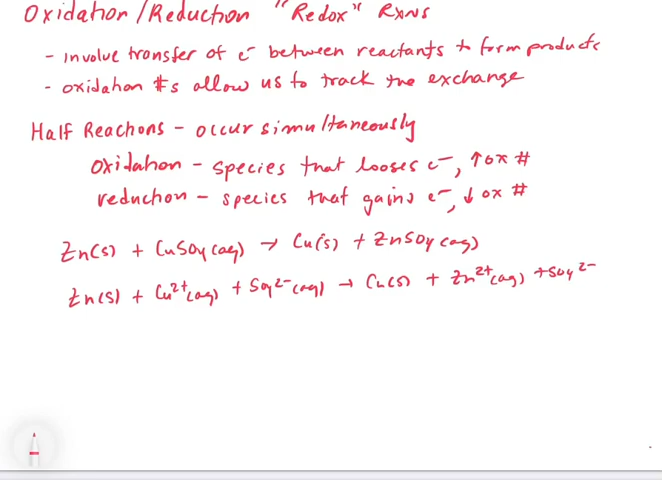 Oxidation/Reduction "Redox" Rxns
- involve transfer of e⁻ between reactants to form products
- oxidation #s allow us to track the exchange
Half Reactions - occur simultaneously
Oxidation - species that looses e⁻, ↑ ox #
reduction - species that gains e⁻, ↓ ox #
Zn(s) + CuSO4(aq) → Cu(s) + ZnSO4(aq)
Zn(s) + Cu²⁺(aq) + SO4²⁻(aq) → Cu(s) + Zn²⁺(aq) + SO4²⁻